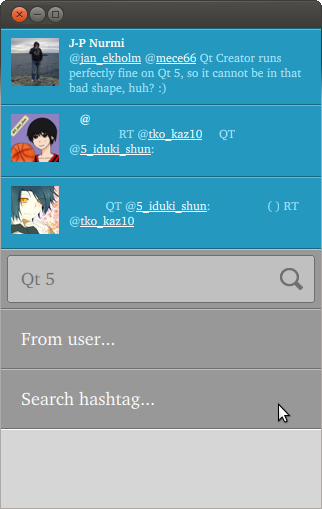 J-P Nurmi
@jan_ekholm @mece66 Qt Creator runs
perfectly fine on Qt 5, so it cannot be in that
bad shape, huh? :)
@
RT @tko_kaz10 QT
@5_iduki_shun:
QT @5_iduki_shun: ( ) RT
@tko_kaz10
Qt 5
From user...
Search hashtag...